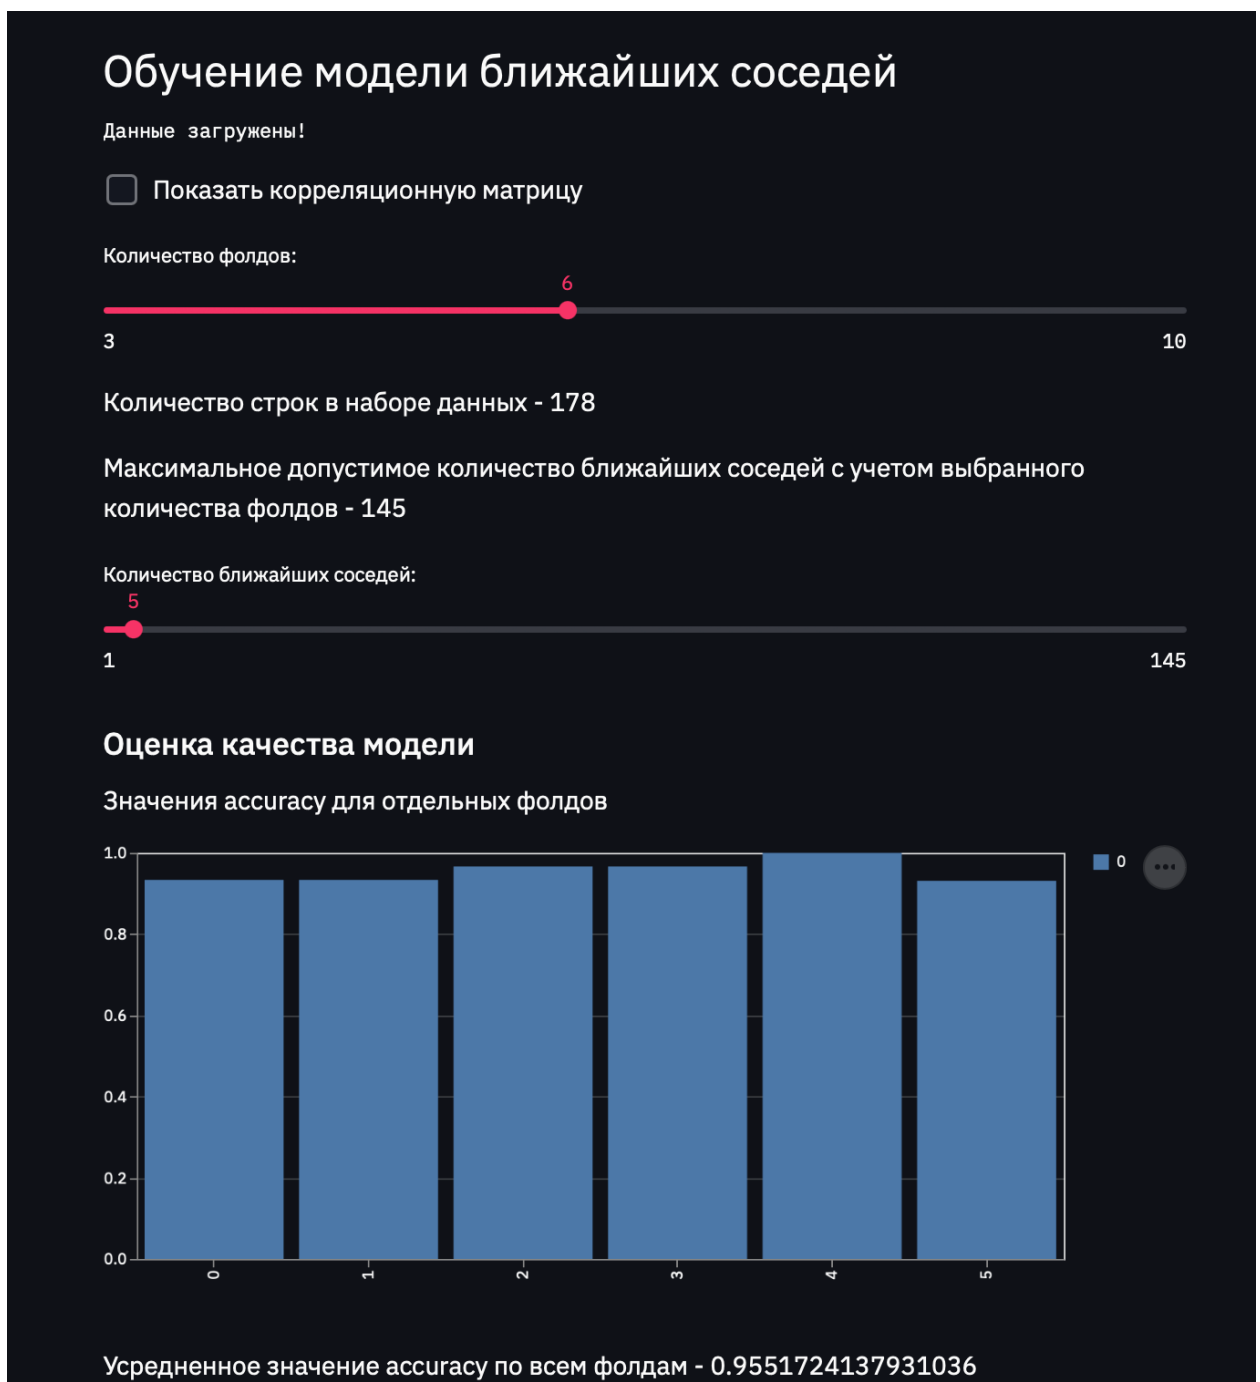 Обучение модели ближайших соседей
Данные загружены!
Показать корреляционную матрицу
Количество фолдов:
6
3 10
Количество строк в наборе данных - 178
Максимальное допустимое количество ближайших соседей с учетом выбранного
количества фолдов - 145
Количество ближайших соседей:
5
1 145
Оценка качества модели
Значения accuracy для отдельных фолдов
1.0
0
0.8
0.6
0.4
0.2
0.0
0 1 2 3 4 5
Усредненное значение accuracy по всем фолдам - 0.9551724137931036